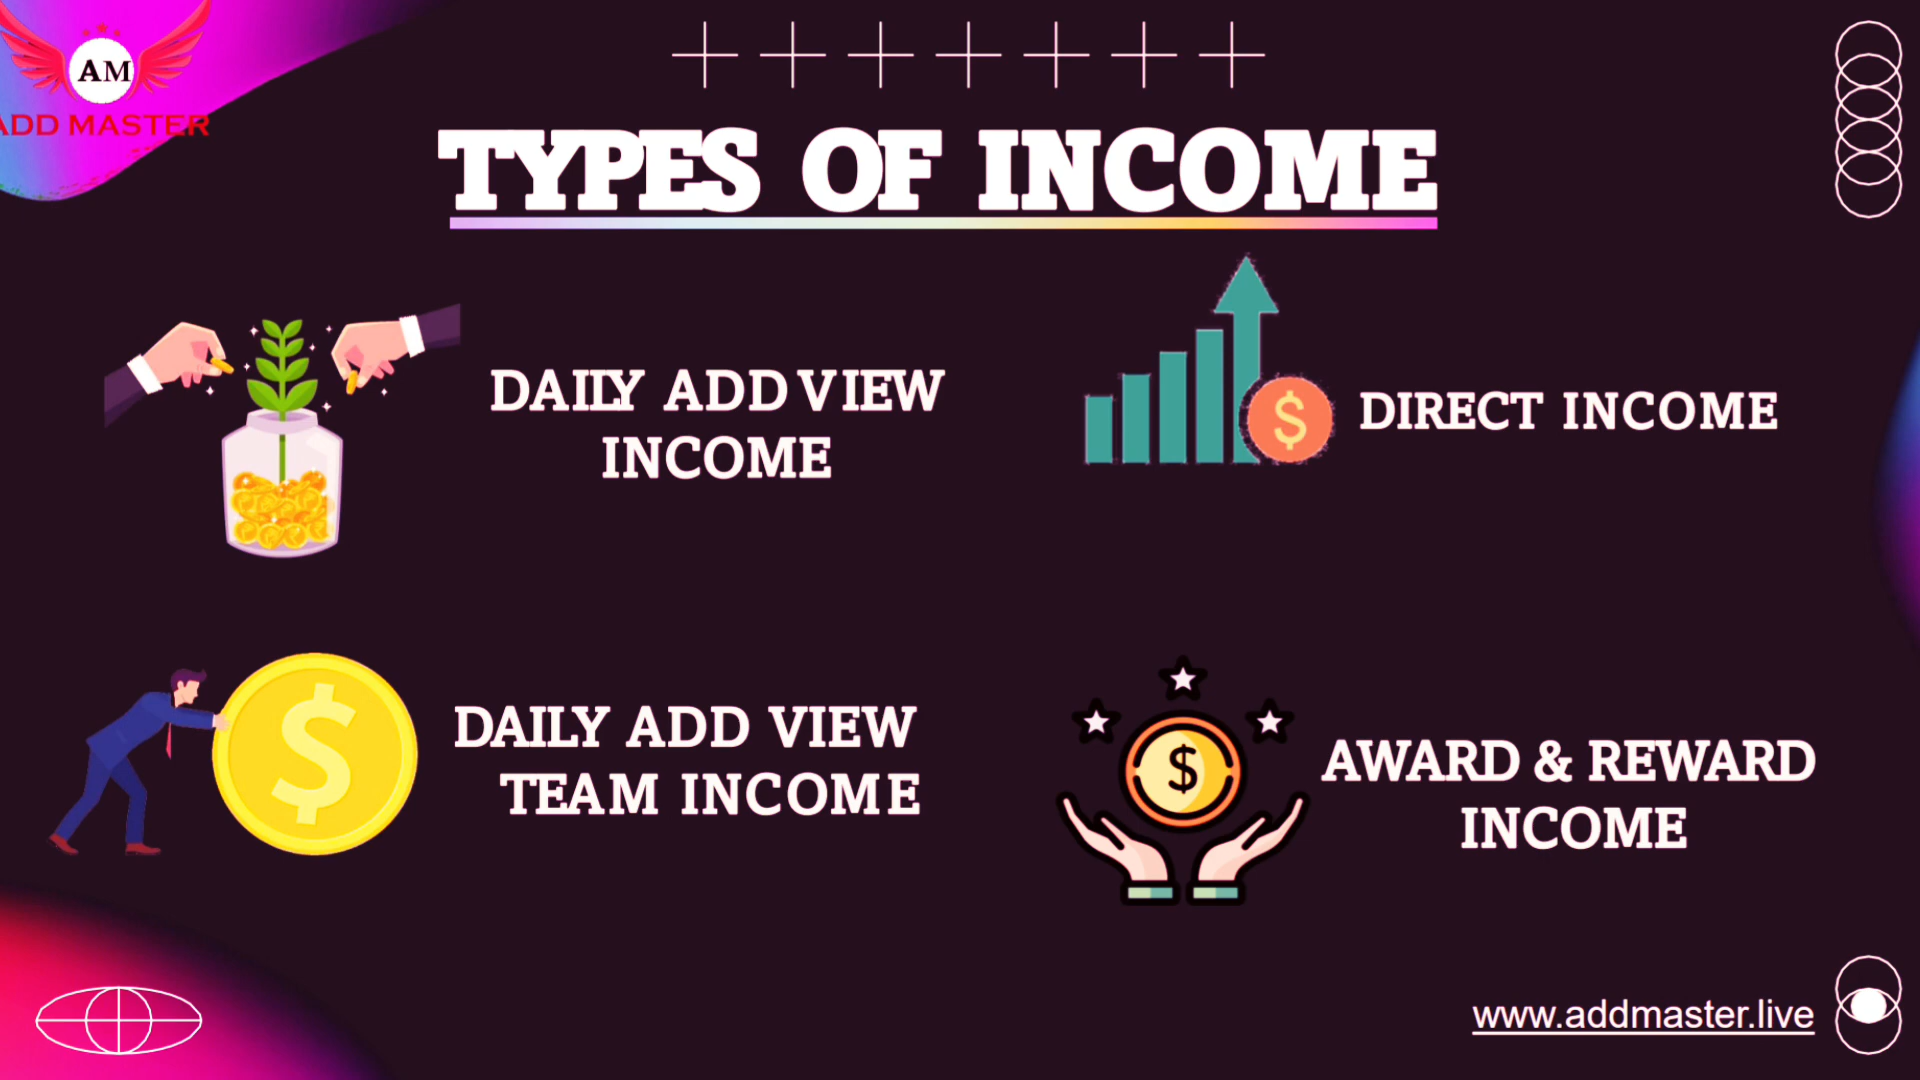 AM
ADD MASTER
TYPES OF INCOME
DAILY ADD VIEW
INCOME
DIRECT INCOME
DAILY ADD VIEW
TEAM INCOME
AWARD & REWARD
INCOME
www.addmaster.live